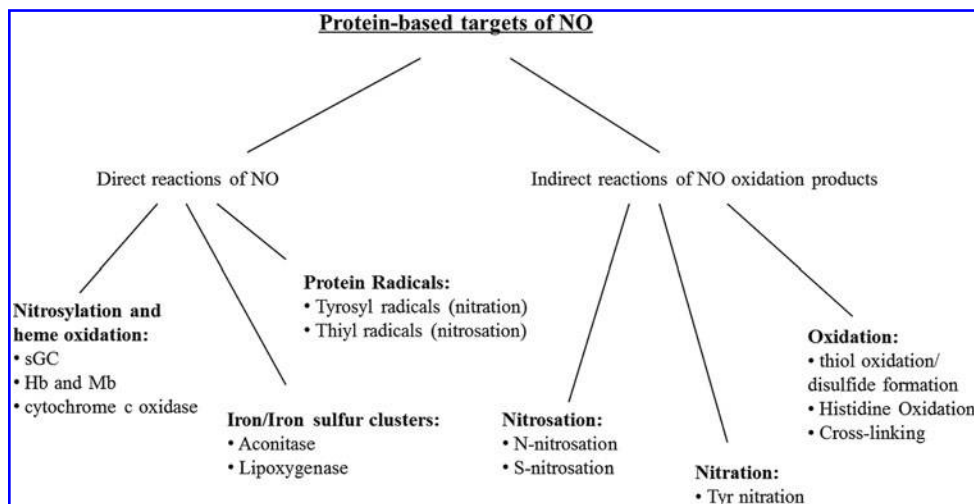 Protein-based targets of NO
Direct reactions of NO
Indirect reactions of NO oxidation products
Nitrosylation and
heme oxidation:
• sGC
• Hb and Mb
• cytochrome c oxidase
Iron/Iron sulfur clusters:
• Aconitase
• Lipoxygenase
Protein Radicals:
• Tyrosyl radicals (nitration)
• Thiyl radicals (nitrosation)
Nitrosation:
• N-nitrosation
• S-nitrosation
Nitration:
• Tyr nitration
Oxidation:
• thiol oxidation/
disulfide formation
• Histidine Oxidation
• Cross-linking